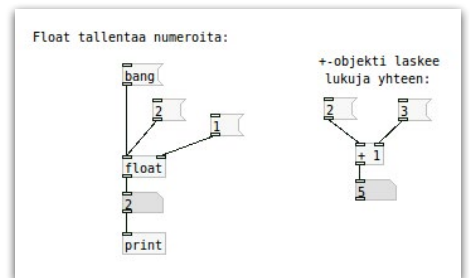 Float tallentaa numeroita:
bang
2
1
float
2
print
+-objekti laskee
lukuja yhteen:
2
3
+ 1
5